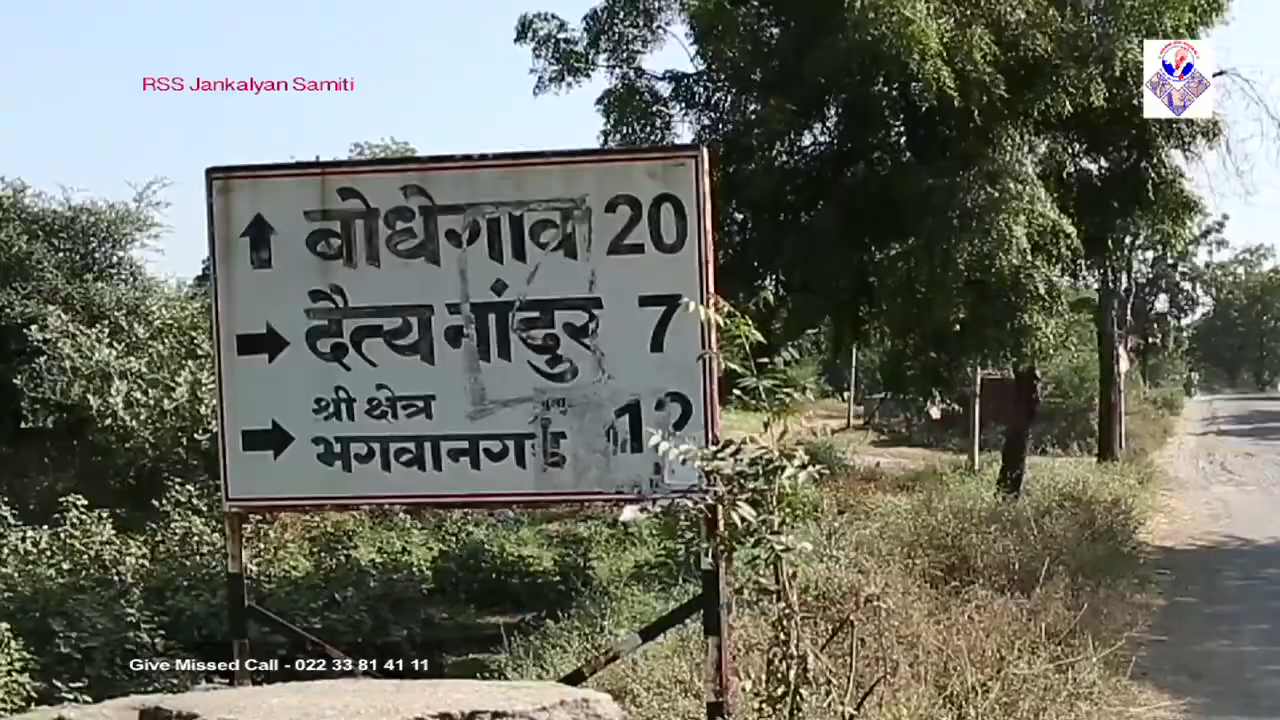 RSS Jankalyan Samiti
बोधेगाव 20
दैत्य नांदुर 7
श्री क्षेत्र
भगवानगड 12
Give Missed Call - 022 33 81 41 11